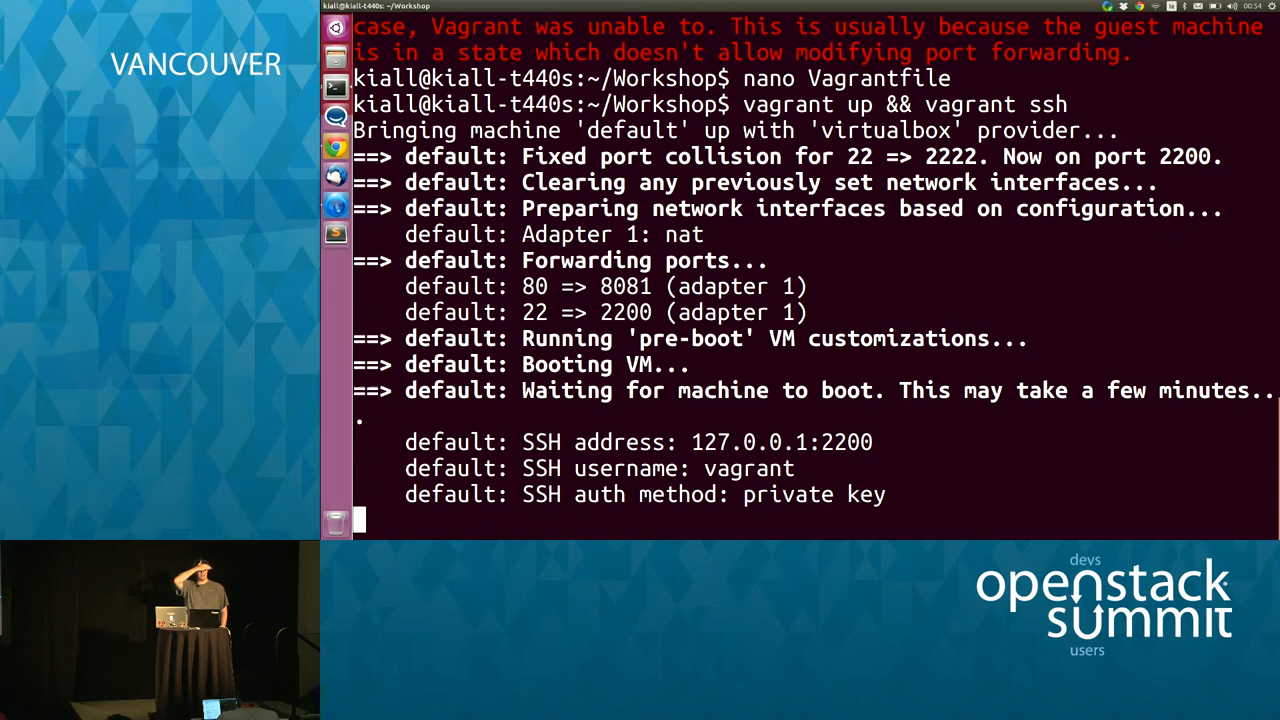 kiall@kiall-t440s: ~/Workshop
00:54
VANCOUVER
case, Vagrant was unable to. This is usually because the guest machine
is in a state which doesn't allow modifying port forwarding.
kiall@kiall-t440s:~/Workshop$ nano Vagrantfile
kiall@kiall-t440s:~/Workshop$ vagrant up && vagrant ssh
Bringing machine 'default' up with 'virtualbox' provider...
==> default: Fixed port collision for 22 => 2222. Now on port 2200.
==> default: Clearing any previously set network interfaces...
==> default: Preparing network interfaces based on configuration...
default: Adapter 1: nat
==> default: Forwarding ports...
default: 80 => 8081 (adapter 1)
default: 22 => 2200 (adapter 1)
==> default: Running 'pre-boot' VM customizations...
==> default: Booting VM...
==> default: Waiting for machine to boot. This may take a few minutes..
.
default: SSH address: 127.0.0.1:2200
default: SSH username: vagrant
default: SSH auth method: private key
devs
openstack
summit
users